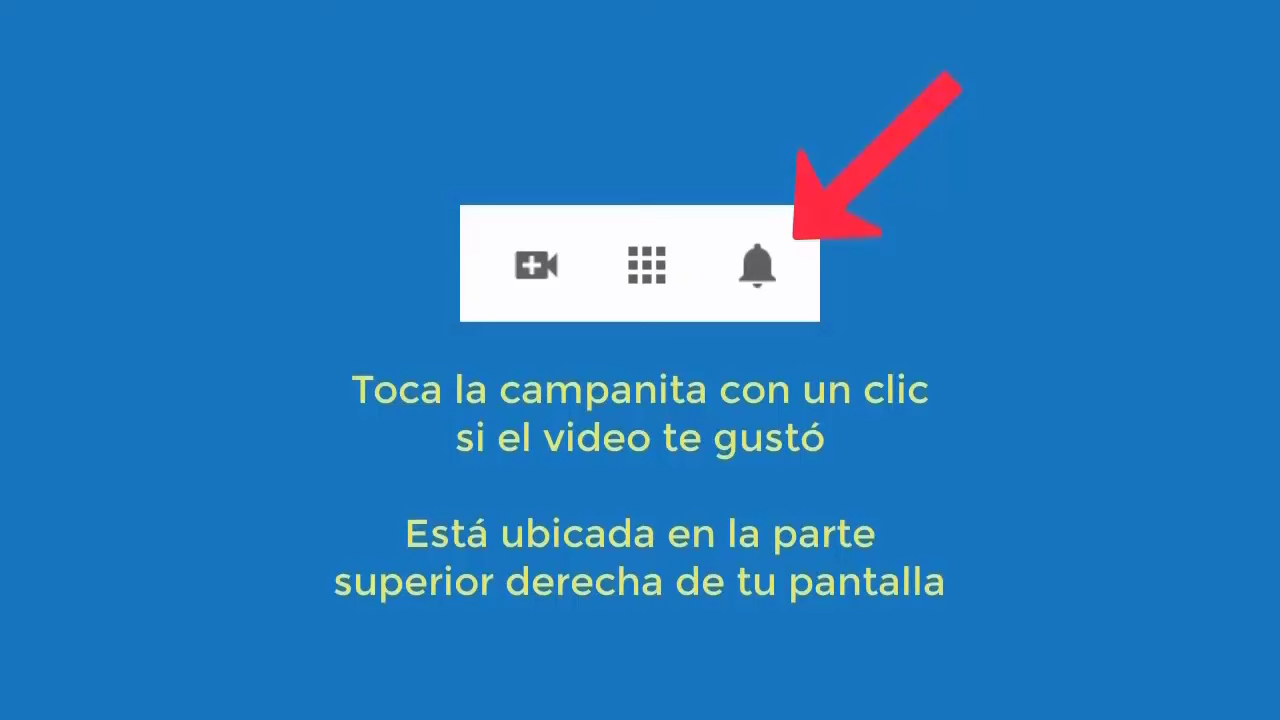 Toca la campanita con un clic
si el video te gustó
Está ubicada en la parte
superior derecha de tu pantalla